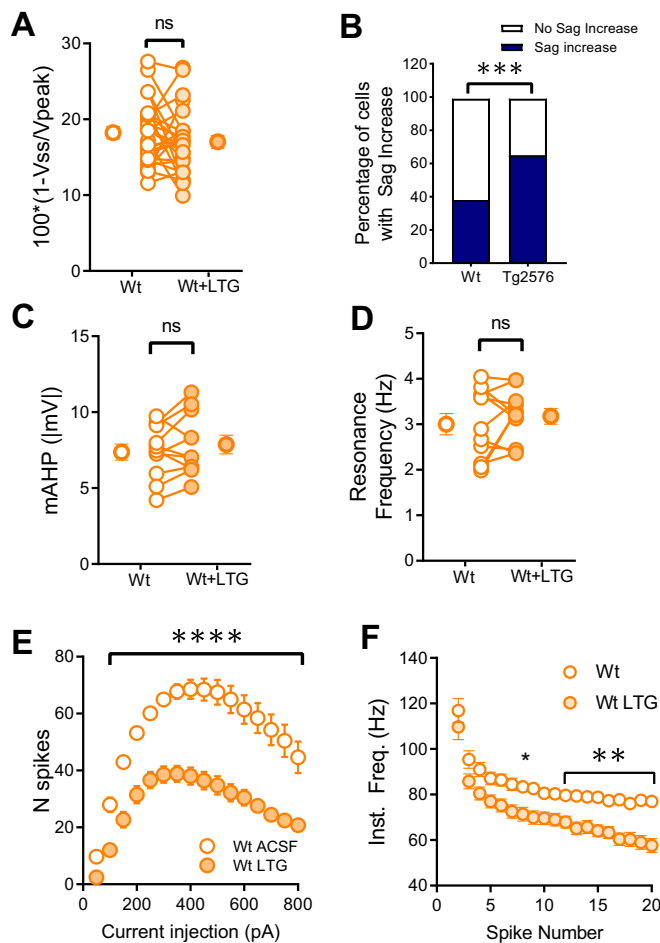 A
ns
30
20
10
0
100*(1-Vss/Vpeak)
Wt
Wt+LTG
B
No Sag Increase
Sag increase
***
100
80
60
40
20
0
Percentage of cells
with Sag Increase
Wt
Tg2576
C
ns
15
10
5
0
mAHP (|mV|)
Wt
Wt+LTG
D
ns
5
4
3
2
1
0
Resonance
Frequency (Hz)
Wt
Wt+LTG
E
****
80
60
40
20
0
N spikes
Wt ACSF
Wt LTG
0 200 400 600 800
Current injection (pA)
F
Wt
Wt LTG
*
**
140
120
100
80
60
40
Inst. Freq. (Hz)
0 5 10 15 20
Spike Number